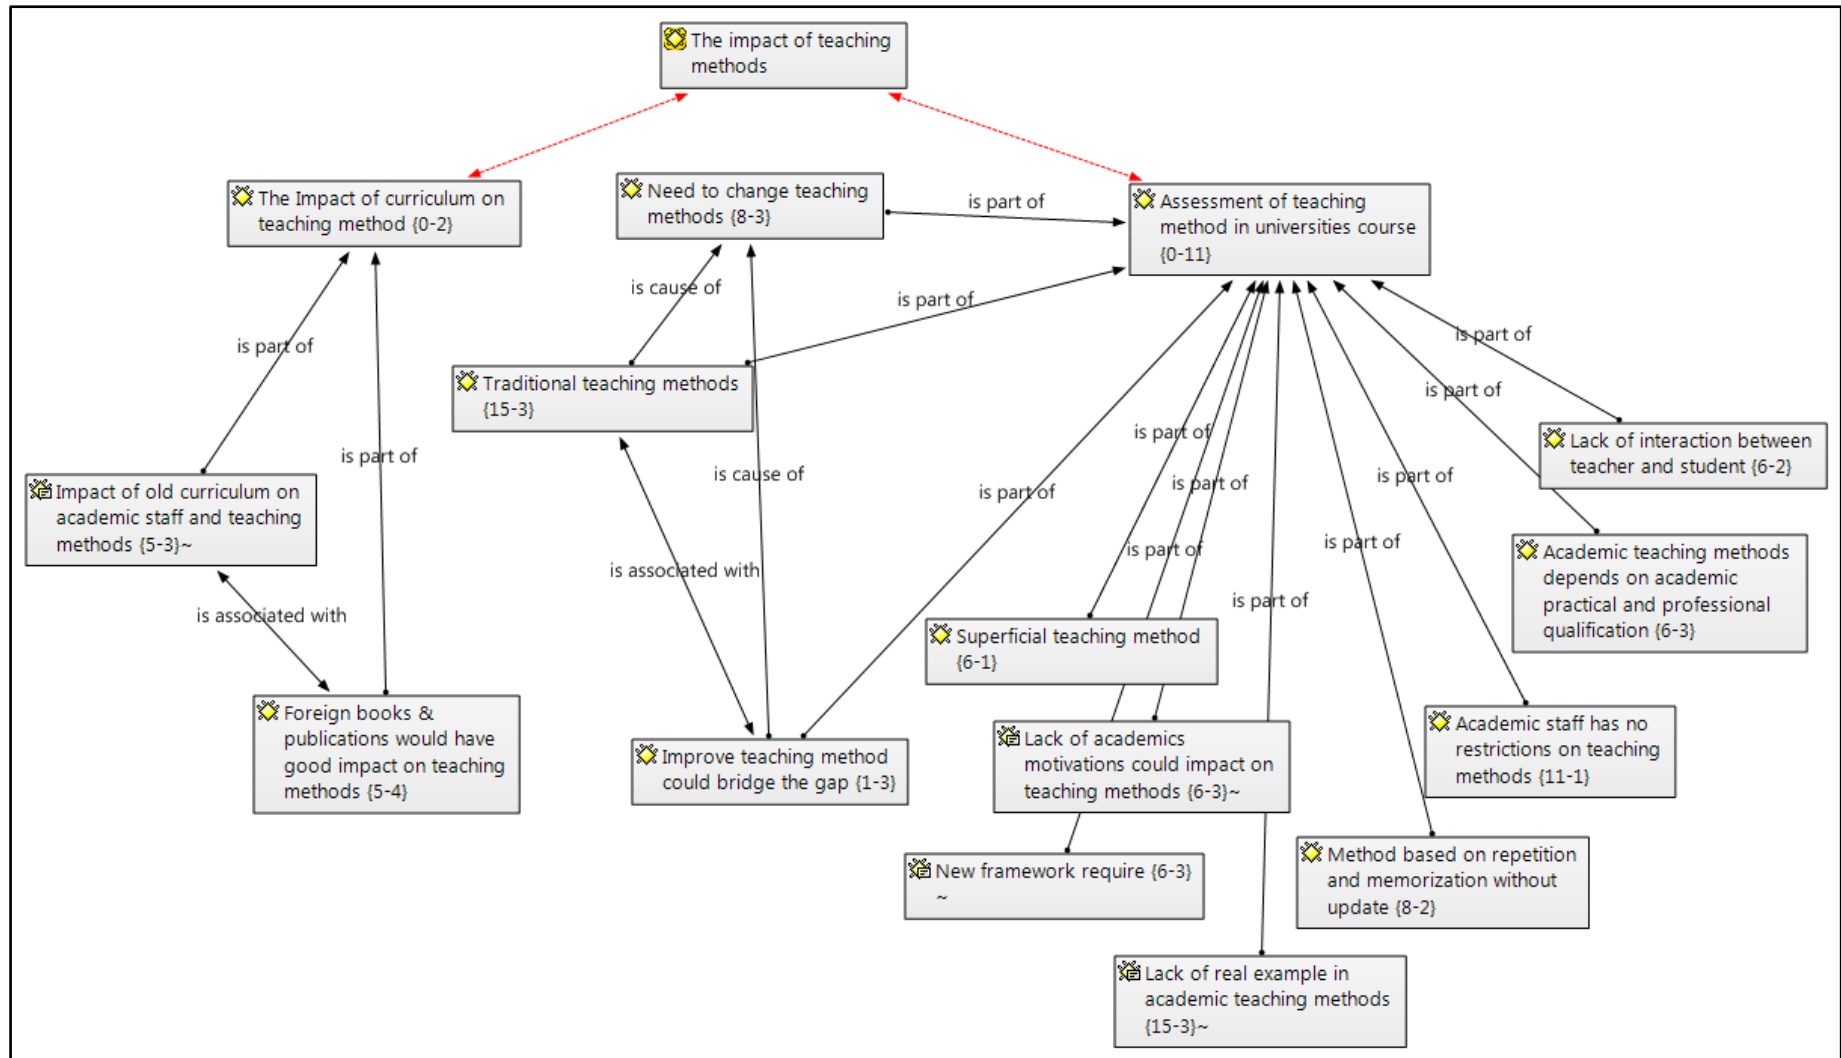 The impact of teaching
methods
The Impact of curriculum on
teaching method {0-2}
Need to change teaching
methods {8-3}
is part of
Assessment of teaching
method in universities course
{0-11}
is cause of
is part of
is part of
is part of
Traditional teaching methods
{15-3}
is part of
is part of
Lack of interaction between
teacher and student {6-2}
is part of
is cause of
is part of
is part of
is part of
Impact of old curriculum on
academic staff and teaching
methods {5-3}~
is part of
is part of
Academic teaching methods
depends on academic
practical and professional
qualification {6-3}
is associated with
is associated with
is part of
Superficial teaching method
{6-1}
Foreign books &
publications would have
good impact on teaching
methods {5-4}
Improve teaching method
could bridge the gap {1-3}
Lack of academics
motivations could impact on
teaching methods {6-3}~
Academic staff has no
restrictions on teaching
methods {11-1}
New framework require {6-3}
~
Method based on repetition
and memorization without
update {8-2}
Lack of real example in
academic teaching methods
{15-3}~